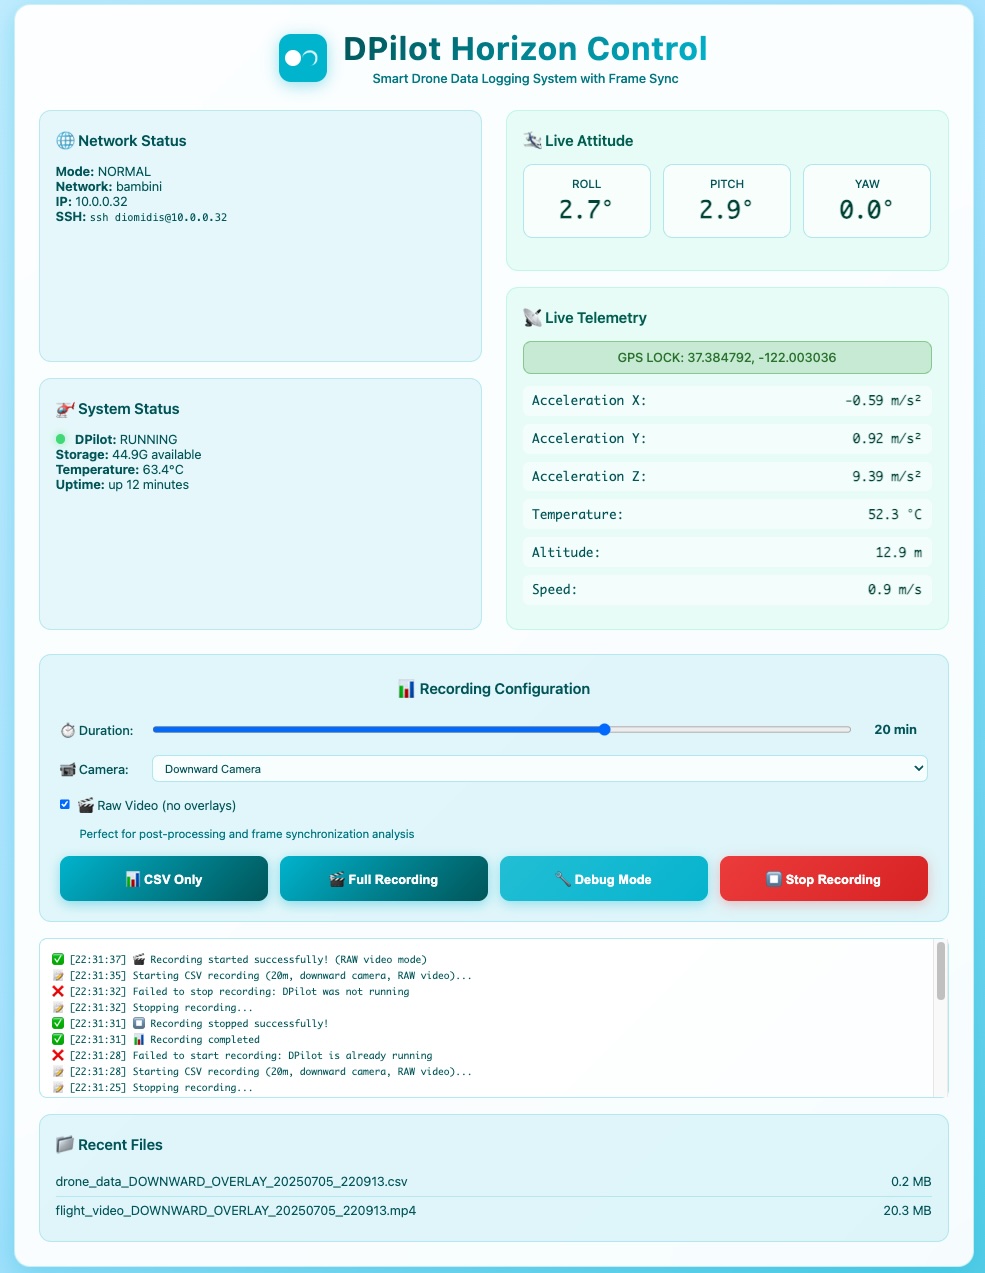 DPilot Horizon Control
Smart Drone Data Logging System with Frame Sync
Network Status
Mode: NORMAL
Network: bambini
IP: 10.0.0.32
SSH: ssh diomidis@10.0.0.32
System Status
DPilot: RUNNING
Storage: 44.9G available
Temperature: 63.4°C
Uptime: up 12 minutes
Live Attitude
ROLL
2.7°
PITCH
2.9°
YAW
0.0°
Live Telemetry
GPS LOCK: 37.384792, -122.003036
Acceleration X: -0.59 m/s²
Acceleration Y: 0.92 m/s²
Acceleration Z: 9.39 m/s²
Temperature: 52.3 °C
Altitude: 12.9 m
Speed: 0.9 m/s
Recording Configuration
Duration: 20 min
Camera: Downward Camera
Raw Video (no overlays)
Perfect for post-processing and frame synchronization analysis
CSV Only
Full Recording
Debug Mode
Stop Recording
[22:31:37] Recording started successfully! (RAW video mode)
[22:31:35] Starting CSV recording (20m, downward camera, RAW video)...
[22:31:32] Failed to stop recording: DPilot was not running
[22:31:32] Stopping recording...
[22:31:31] Recording stopped successfully!
[22:31:31] Recording completed
[22:31:28] Failed to start recording: DPilot is already running
[22:31:28] Starting CSV recording (20m, downward camera, RAW video)...
[22:31:25] Stopping recording...
Recent Files
drone_data_DOWNWARD_OVERLAY_20250705_220913.csv 0.2 MB
flight_video_DOWNWARD_OVERLAY_20250705_220913.mp4 20.3 MB